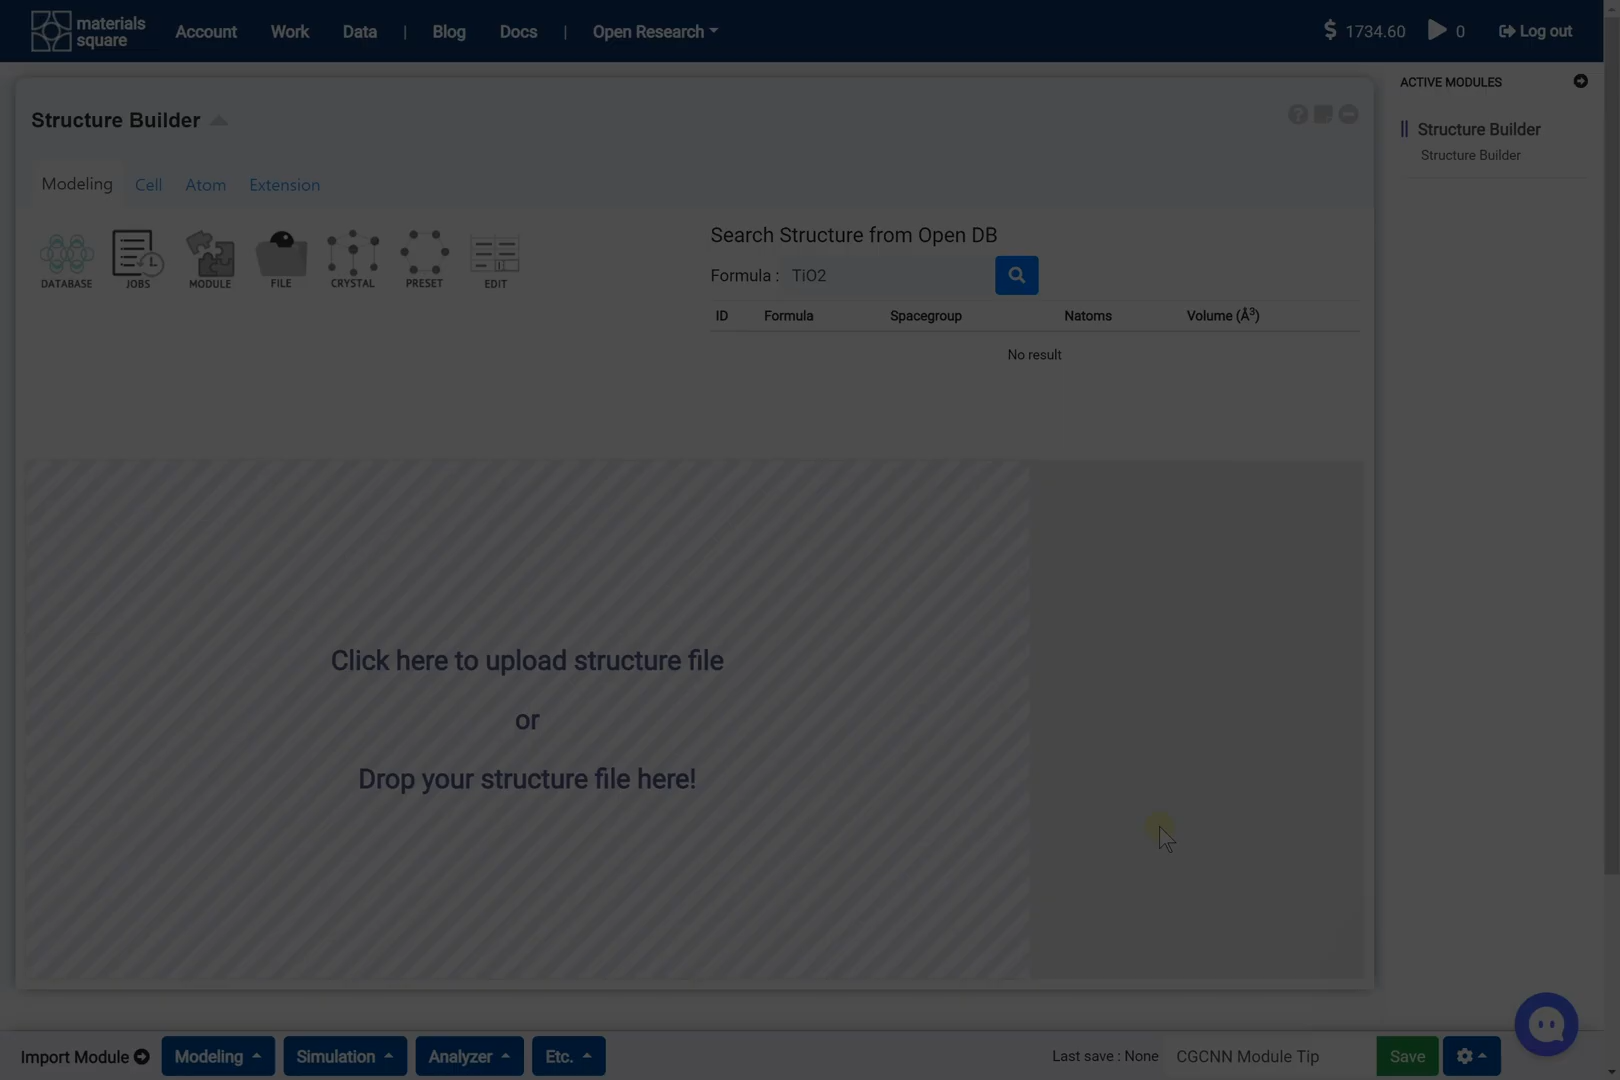 materials
square
Account Work Data | Blog Docs | Open Research
1734.60 0 Log out
ACTIVE MODULES
Structure Builder
Structure Builder
Structure Builder
Modeling Cell Atom Extension
DATABASE JOBS MODULE FILE CRYSTAL PRESET EDIT
Search Structure from Open DB
Formula : TiO2
ID Formula Spacegroup Natoms Volume (Å³)
No result
Click here to upload structure file
or
Drop your structure file here!
Import Module Modeling Simulation Analyzer Etc. Last save : None CGCNN Module Tip Save